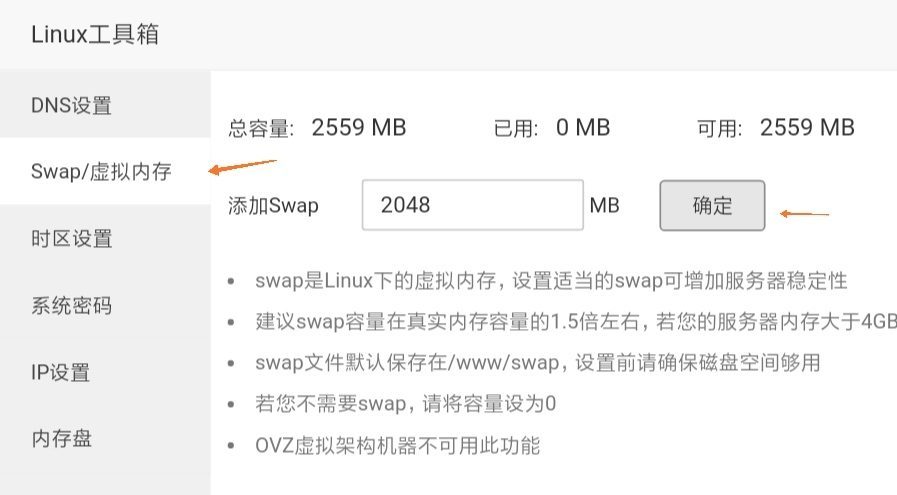 Linux工具箱
DNS设置
Swap/虚拟内存
时区设置
系统密码
IP设置
内存盘
总容量: 2559 MB 已用: 0 MB 可用: 2559 MB
添加Swap 2048 MB 确定
• swap是Linux下的虚拟内存，设置适当的swap可增加服务器稳定性
• 建议swap容量在真实内存容量的1.5倍左右，若您的服务器内存大于4GB
• swap文件默认保存在/www/swap，设置前请确保磁盘空间够用
• 若您不需要swap，请将容量设为0
• OVZ虚拟架构机器不可用此功能